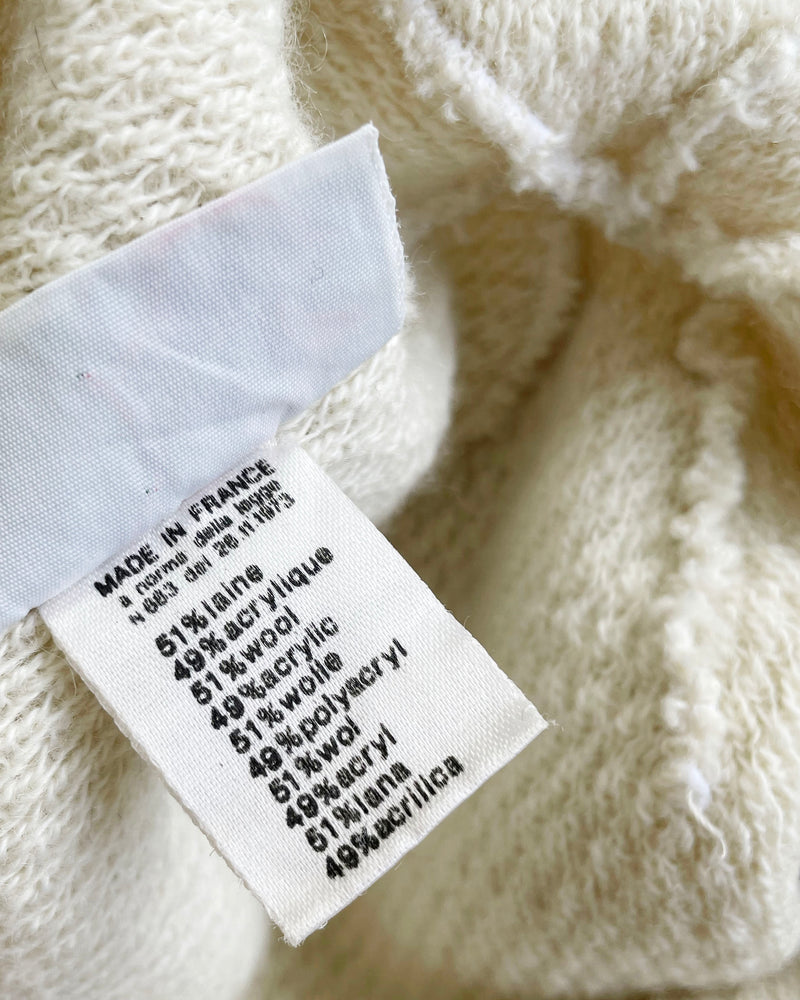 MADE IN FRANCE
a norma della legge
N 883 del 26.11.1973
51%laine
49%acrylique
51%wool
49%acrylic
51%wolle
49%polyacryl
51%wol
49%acryl
51%lana
49%acrilica